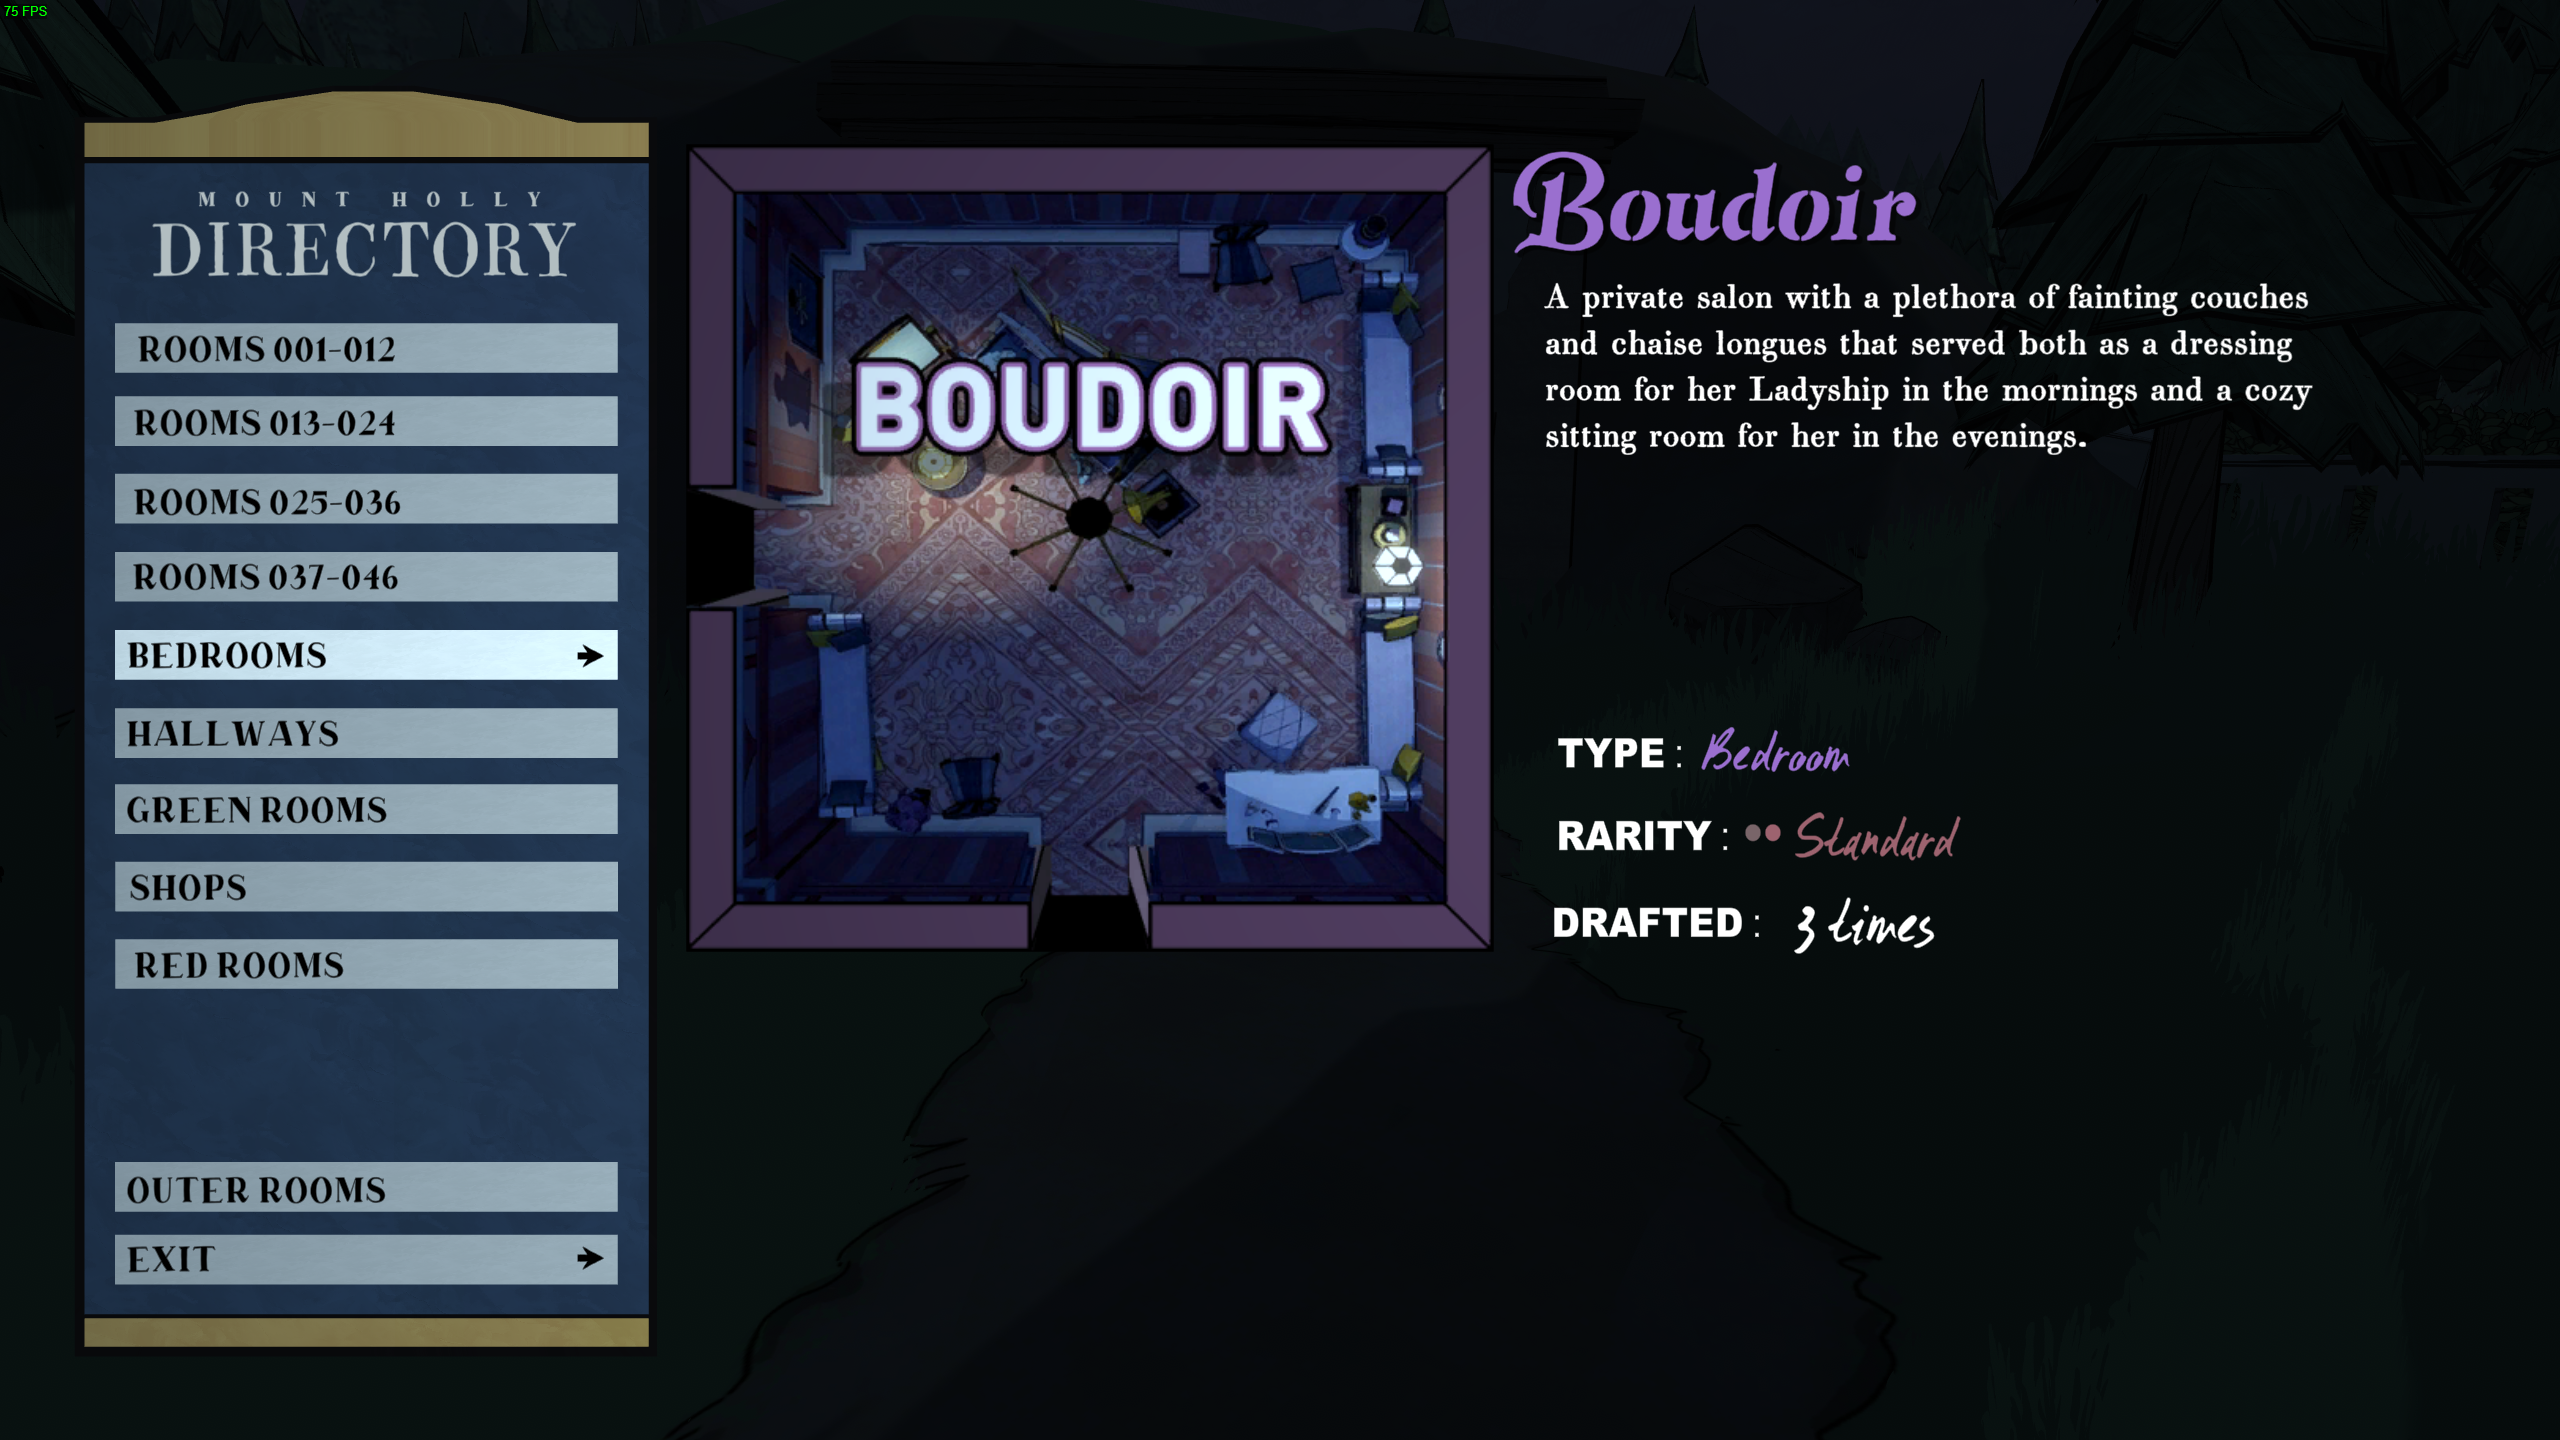 75 FPS
MOUNT HOLLY
DIRECTORY
ROOMS 001-012
ROOMS 013-024
ROOMS 025-036
ROOMS 037-046
BEDROOMS
HALLWAYS
GREEN ROOMS
SHOPS
RED ROOMS
OUTER ROOMS
EXIT
BOUDOIR
Boudoir
A private salon with a plethora of fainting couches
and chaise longues that served both as a dressing
room for her Ladyship in the mornings and a cozy
sitting room for her in the evenings.
TYPE : Bedroom
RARITY : Standard
DRAFTED : 3 times